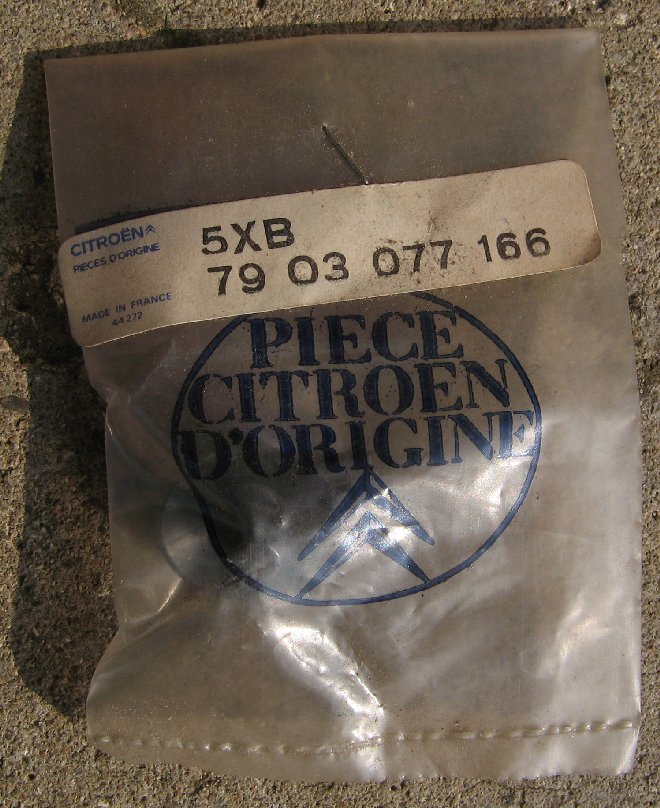 CITROËN
PIECES D'ORIGINE
MADE IN FRANCE
44272
5XB
79 03 077 166
PIECE
CITROEN
D'ORIGINE